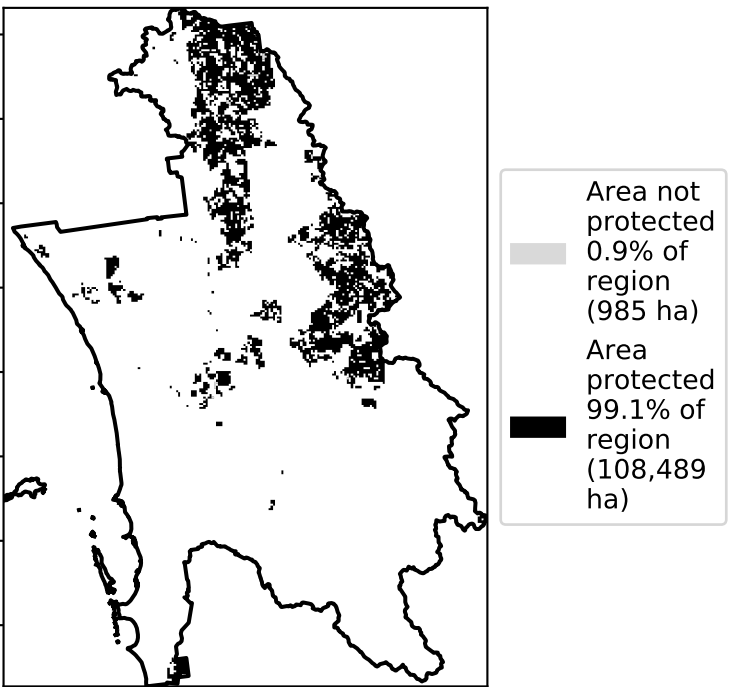 Area not
protected
0.9% of
region
(985 ha)
Area
protected
99.1% of
region
(108,489
ha)